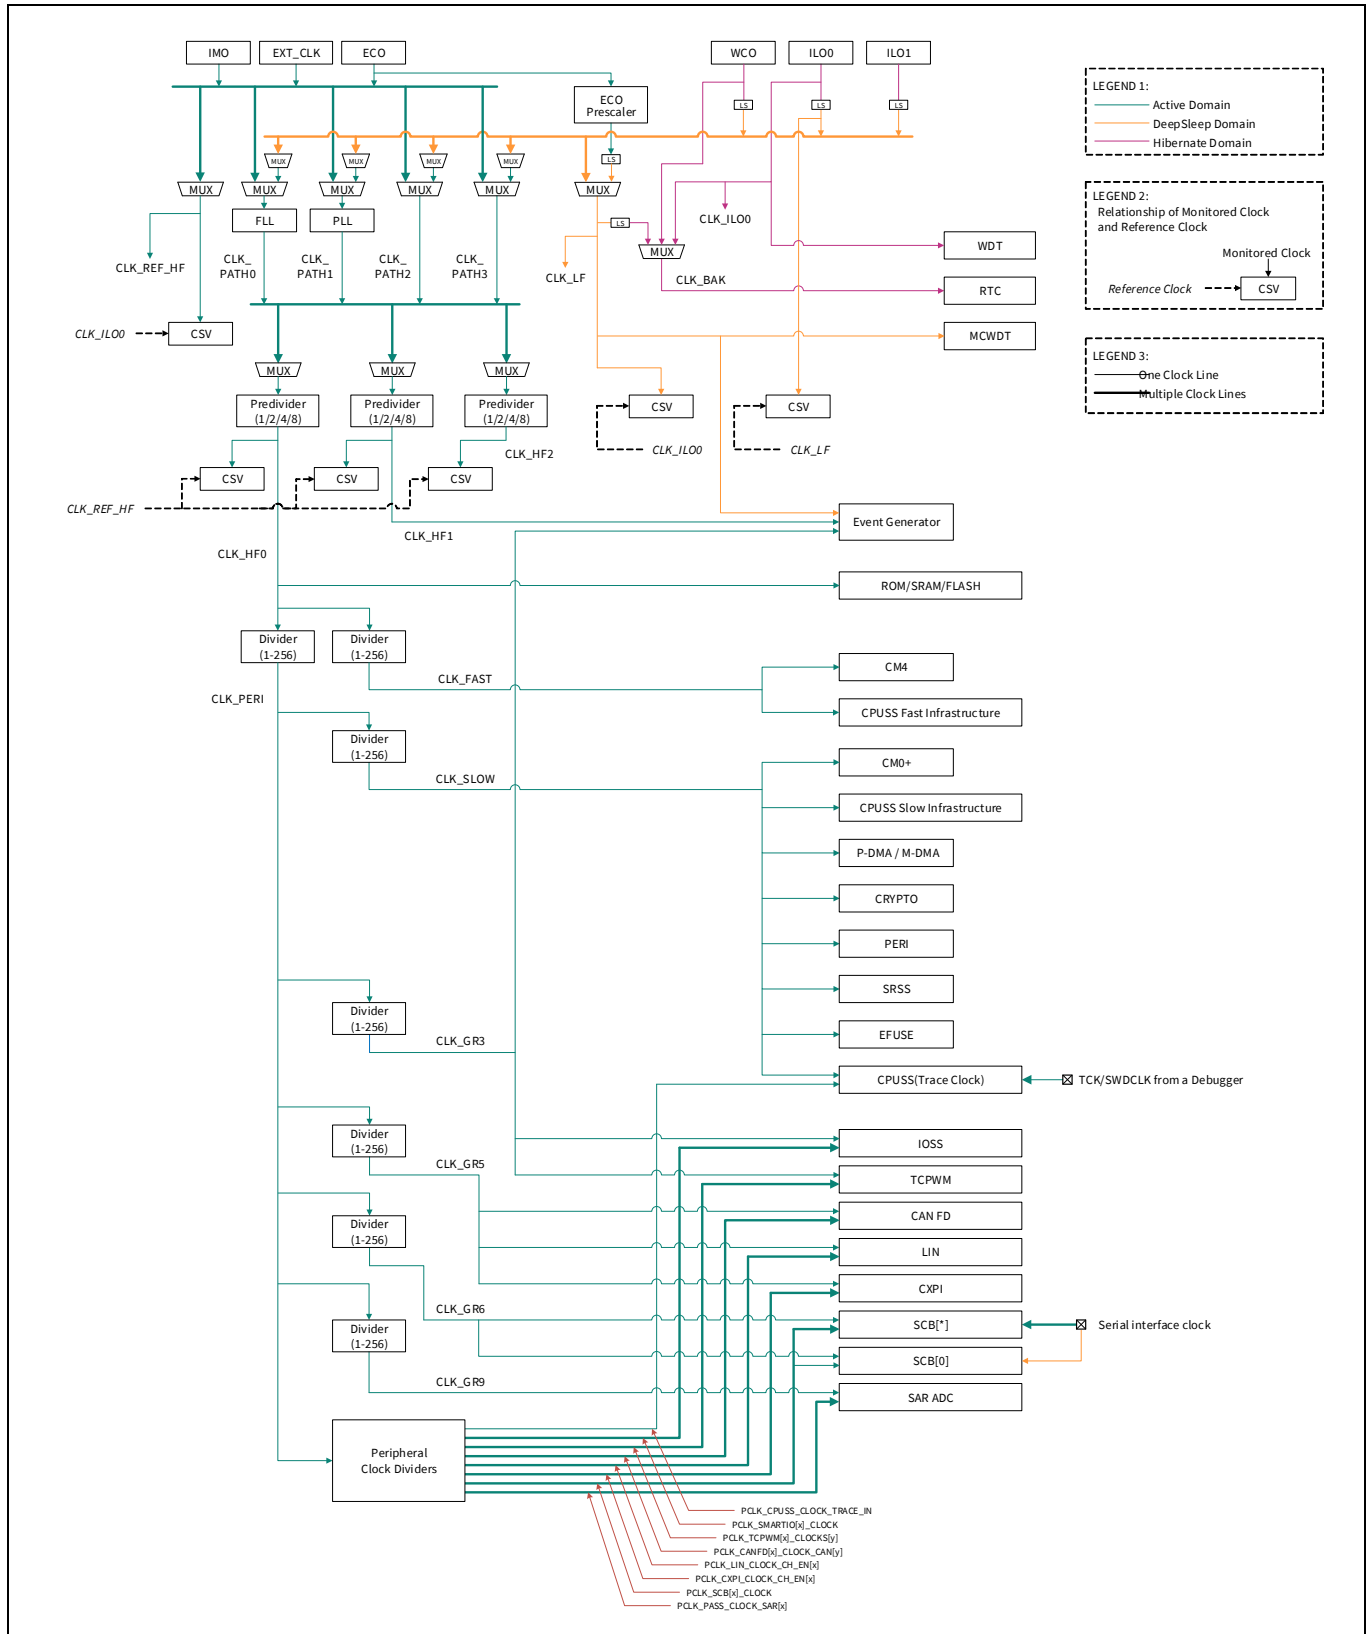 IMO
EXT_CLK
ECO
WCO
ILO0
ILO1
ECO
Prescaler
LS
LS
LS
LS
MUX
MUX
MUX
MUX
MUX
MUX
MUX
MUX
MUX
MUX
FLL
PLL
LS
MUX
CLK_ILO0
CLK_REF_HF
CLK_
PATH0
CLK_
PATH1
CLK_
PATH2
CLK_
PATH3
CLK_LF
CLK_BAK
WDT
RTC
MCWDT
CLK_ILO0
CSV
MUX
MUX
MUX
Predivider
(1/2/4/8)
Predivider
(1/2/4/8)
Predivider
(1/2/4/8)
CSV
CSV
CLK_HF2
CLK_ILO0
CLK_LF
CSV
CSV
CSV
CLK_REF_HF
CLK_HF1
CLK_HF0
Event Generator
ROM/SRAM/FLASH
Divider
(1-256)
Divider
(1-256)
CLK_FAST
CM4
CLK_PERI
CPUSS Fast Infrastructure
Divider
(1-256)
CLK_SLOW
CM0+
CPUSS Slow Infrastructure
P-DMA / M-DMA
CRYPTO
PERI
SRSS
EFUSE
Divider
(1-256)
CLK_GR3
CPUSS(Trace Clock)
TCK/SWDCLK from a Debugger
Divider
(1-256)
CLK_GR5
IOSS
TCPWM
CAN FD
Divider
(1-256)
LIN
CXPI
CLK_GR6
SCB[*]
Serial interface clock
Divider
(1-256)
SCB[0]
CLK_GR9
SAR ADC
Peripheral
Clock Dividers
PCLK_CPUSS_CLOCK_TRACE_IN
PCLK_SMARTIO[x]_CLOCK
PCLK_TCPWM[x]_CLOCKS[y]
PCLK_CANFD[x]_CLOCK_CAN[y]
PCLK_LIN_CLOCK_CH_EN[x]
PCLK_CXPI_CLOCK_CH_EN[x]
PCLK_SCB[x]_CLOCK
PCLK_PASS_CLOCK_SAR[x]
LEGEND 1:
Active Domain
DeepSleep Domain
Hibernate Domain
LEGEND 2:
Relationship of Monitored Clock
and Reference Clock
Monitored Clock
Reference Clock
CSV
LEGEND 3:
One Clock Line
Multiple Clock Lines